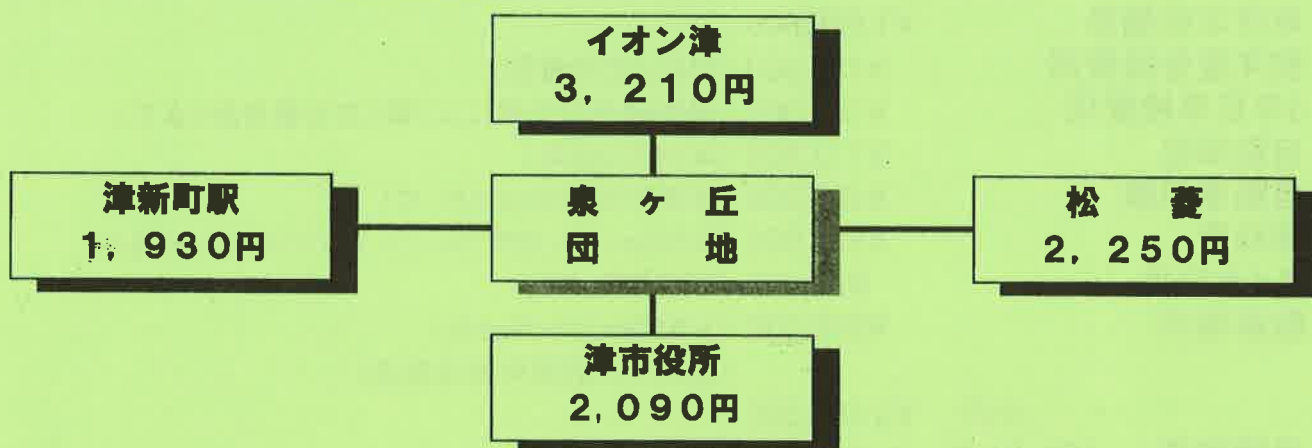 イオン津
3,210円
津新町駅
1,930円
泉ヶ丘
団地
松菱
2,250円
津市役所
2,090円